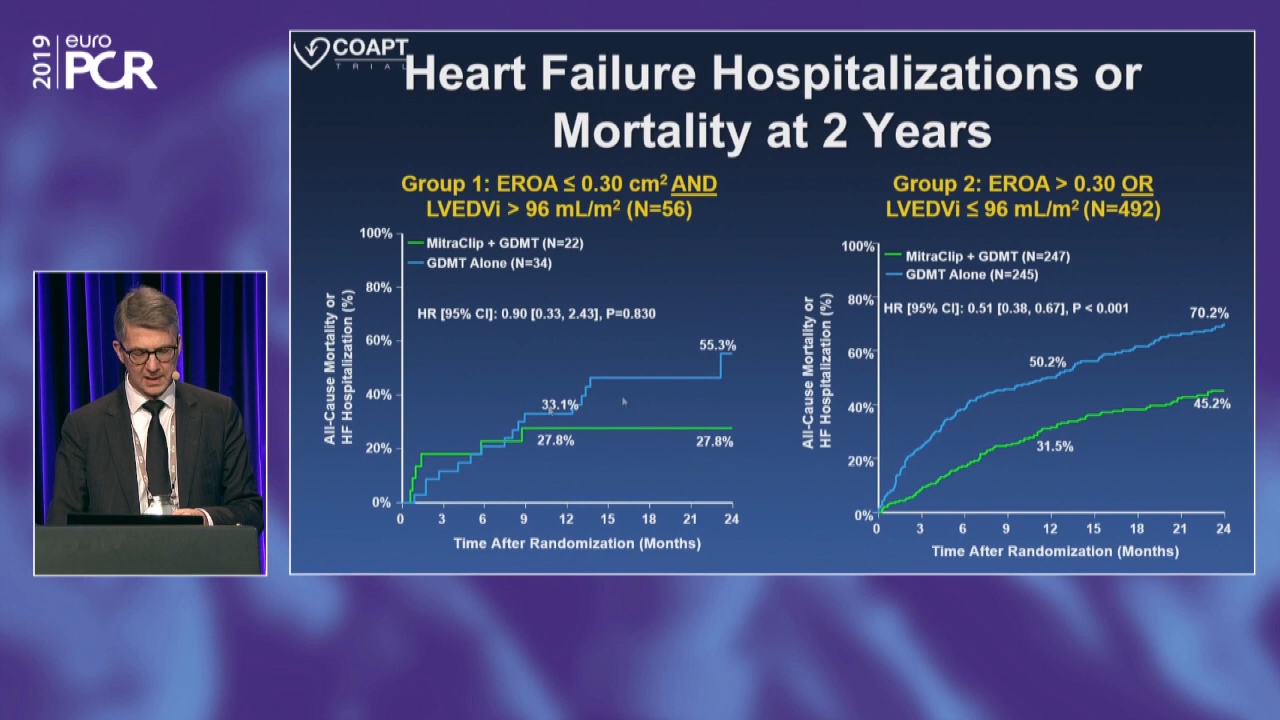 2019
euro
PCR
COAPT
TRIAL
Heart Failure Hospitalizations or
Mortality at 2 Years
Group 1: EROA ≤ 0.30 cm² AND
LVEDVi > 96 mL/m² (N=56)
100%
80%
60%
40%
20%
0%
All-Cause Mortality or
HF Hospitalization (%)
MitraClip + GDMT (N=22)
GDMT Alone (N=34)
HR [95% CI]: 0.90 [0.33, 2.43], P=0.830
55.3%
33.1%
27.8%
27.8%
0 3 6 9 12 15 18 21 24
Time After Randomization (Months)
Group 2: EROA > 0.30 OR
LVEDVi ≤ 96 mL/m² (N=492)
100%
80%
60%
40%
20%
0%
All-Cause Mortality or
HF Hospitalization (%)
MitraClip + GDMT (N=247)
GDMT Alone (N=245)
HR [95% CI]: 0.51 [0.38, 0.67], P < 0.001
70.2%
50.2%
45.2%
31.5%
0 3 6 9 12 15 18 21 24
Time After Randomization (Months)